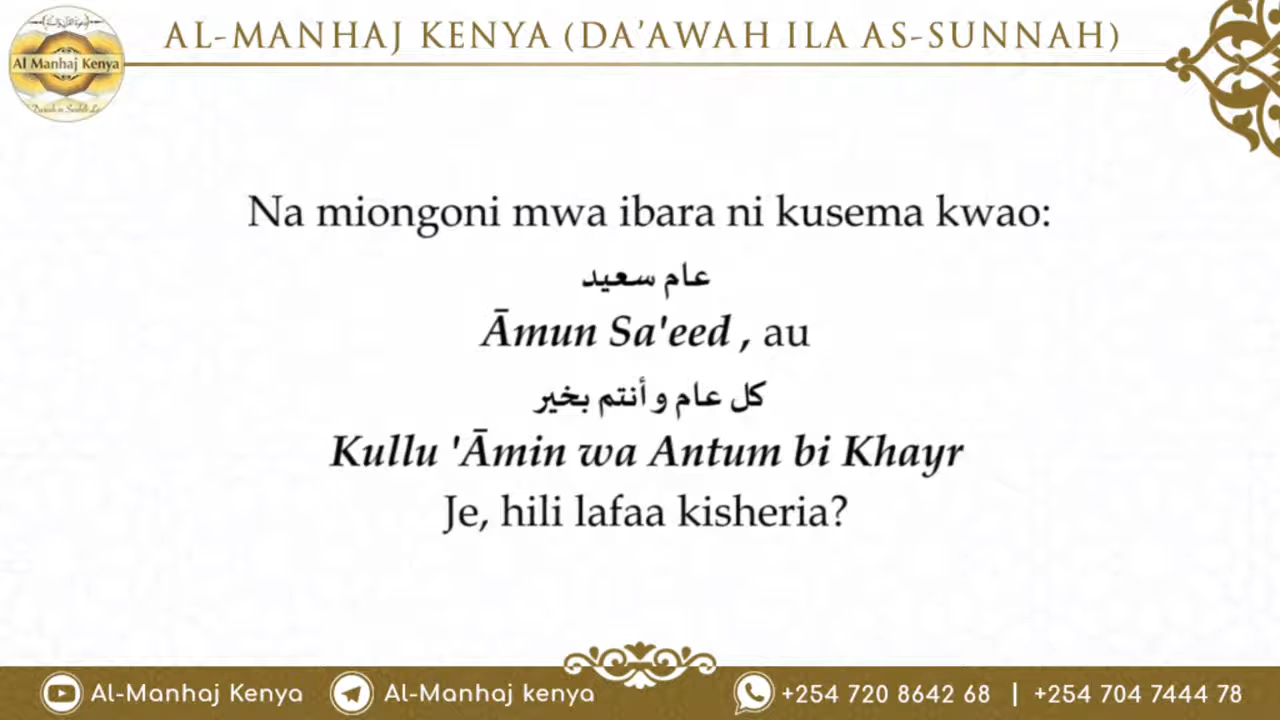 AL-MANHAJ KENYA (DA’AWAH ILA AS-SUNNAH)
Al Manhaj Kenya
Na miongoni mwa ibara ni kusema kwao:
عام سعيد
Āmun Sa'eed , au
كل عام و أنتم بخير
Kullu 'Āmin wa Antum bi Khayr
Je, hili lafaa kisheria?
Al-Manhaj Kenya
Al-Manhaj kenya
+254 720 8642 68 | +254 704 7444 78